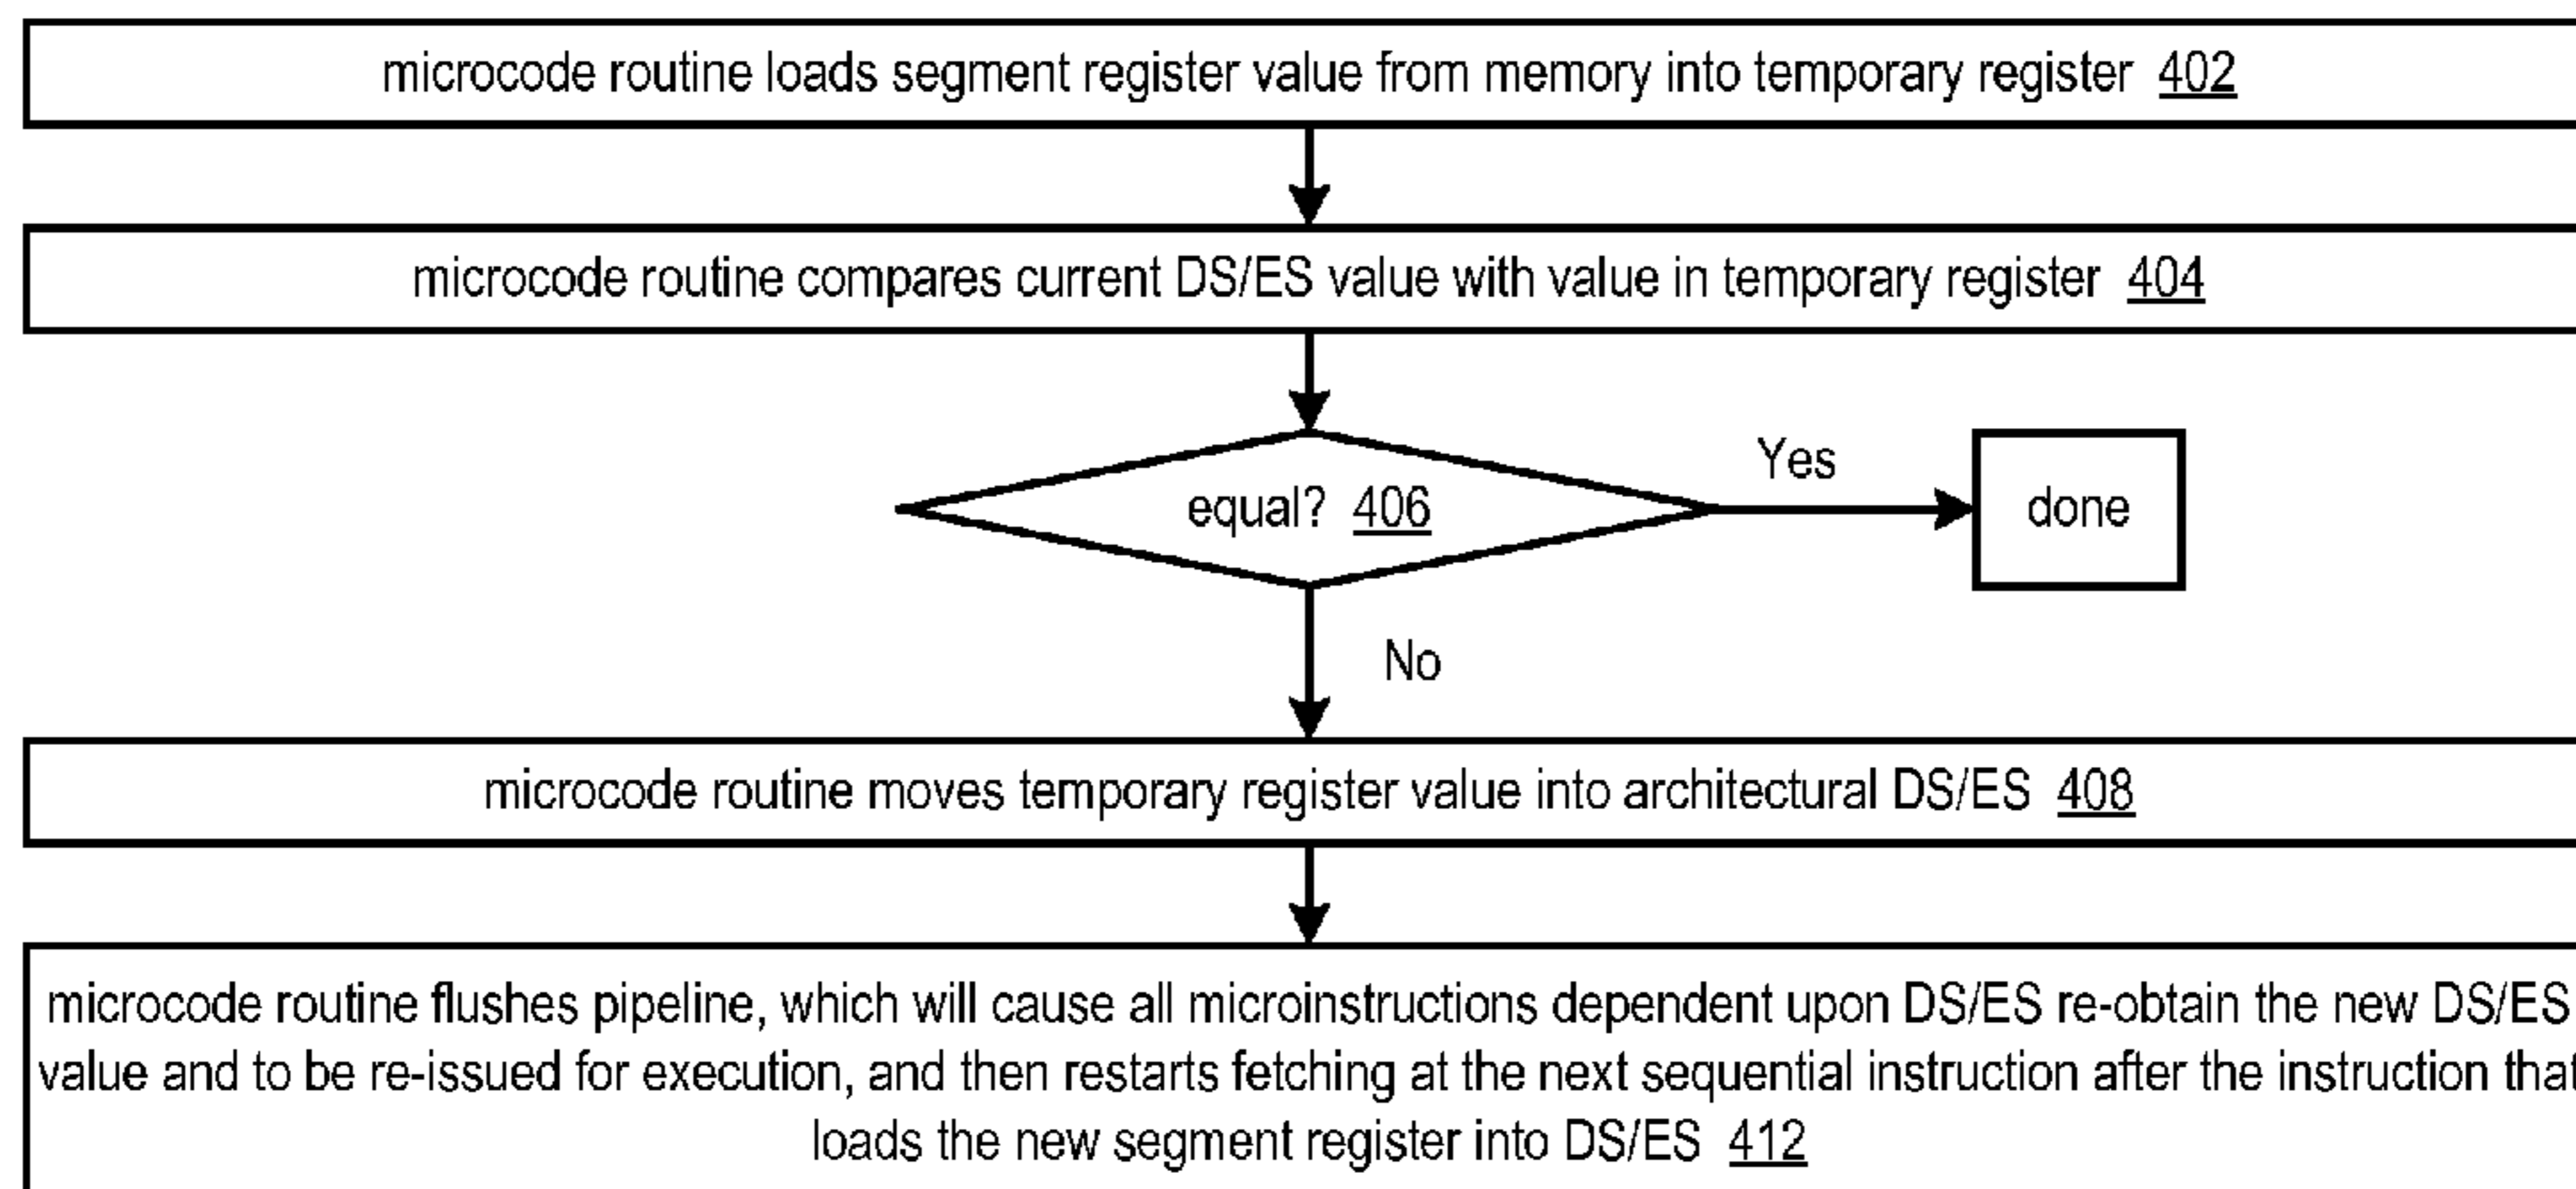 microcode routine loads segment register value from memory into temporary register 402
microcode routine compares current DS/ES value with value in temporary register 404
Yes
equal? 406
done
No
microcode routine moves temporary register value into architectural DS/ES 408
microcode routine flushes pipeline, which will cause all microinstructions dependent upon DS/ES re-obtain the new DS/ES
value and to be re-issued for execution, and then restarts fetching at the next sequential instruction after the instruction that
loads the new segment register into DS/ES 412